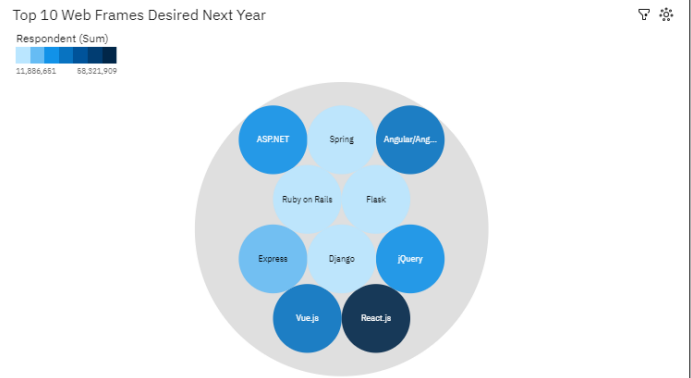 Top 10 Web Frames Desired Next Year
Respondent (Sum)
11,886,651 58,321,909
ASP.NET Spring Angular/Ang...
Ruby on Rails Flask
Express Django jQuery
Vue.js React.js